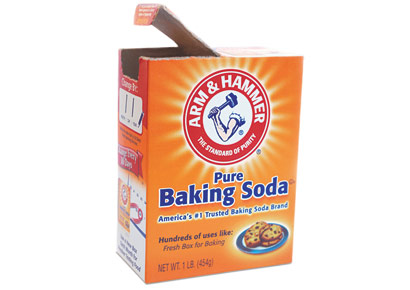 ARM & HAMMER
THE STANDARD OF PURITY
Pure
Baking Soda
America's #1 Trusted Baking Soda Brand
Hundreds of uses like:
Fresh Box for Baking
NET WT. 1 LB. (454g)